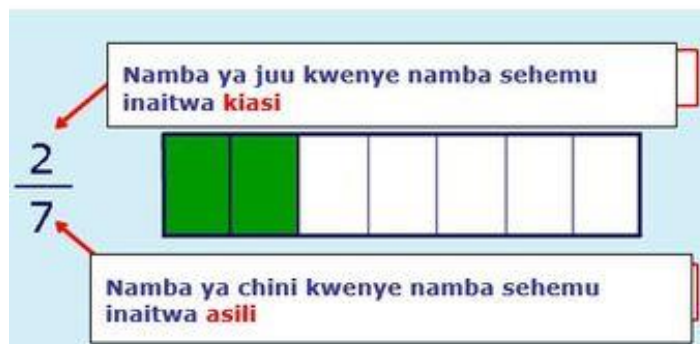 Namba ya juu kwenye namba sehemu
inaitwa kiasi
2
7
Namba ya chini kwenye namba sehemu
inaitwa asili